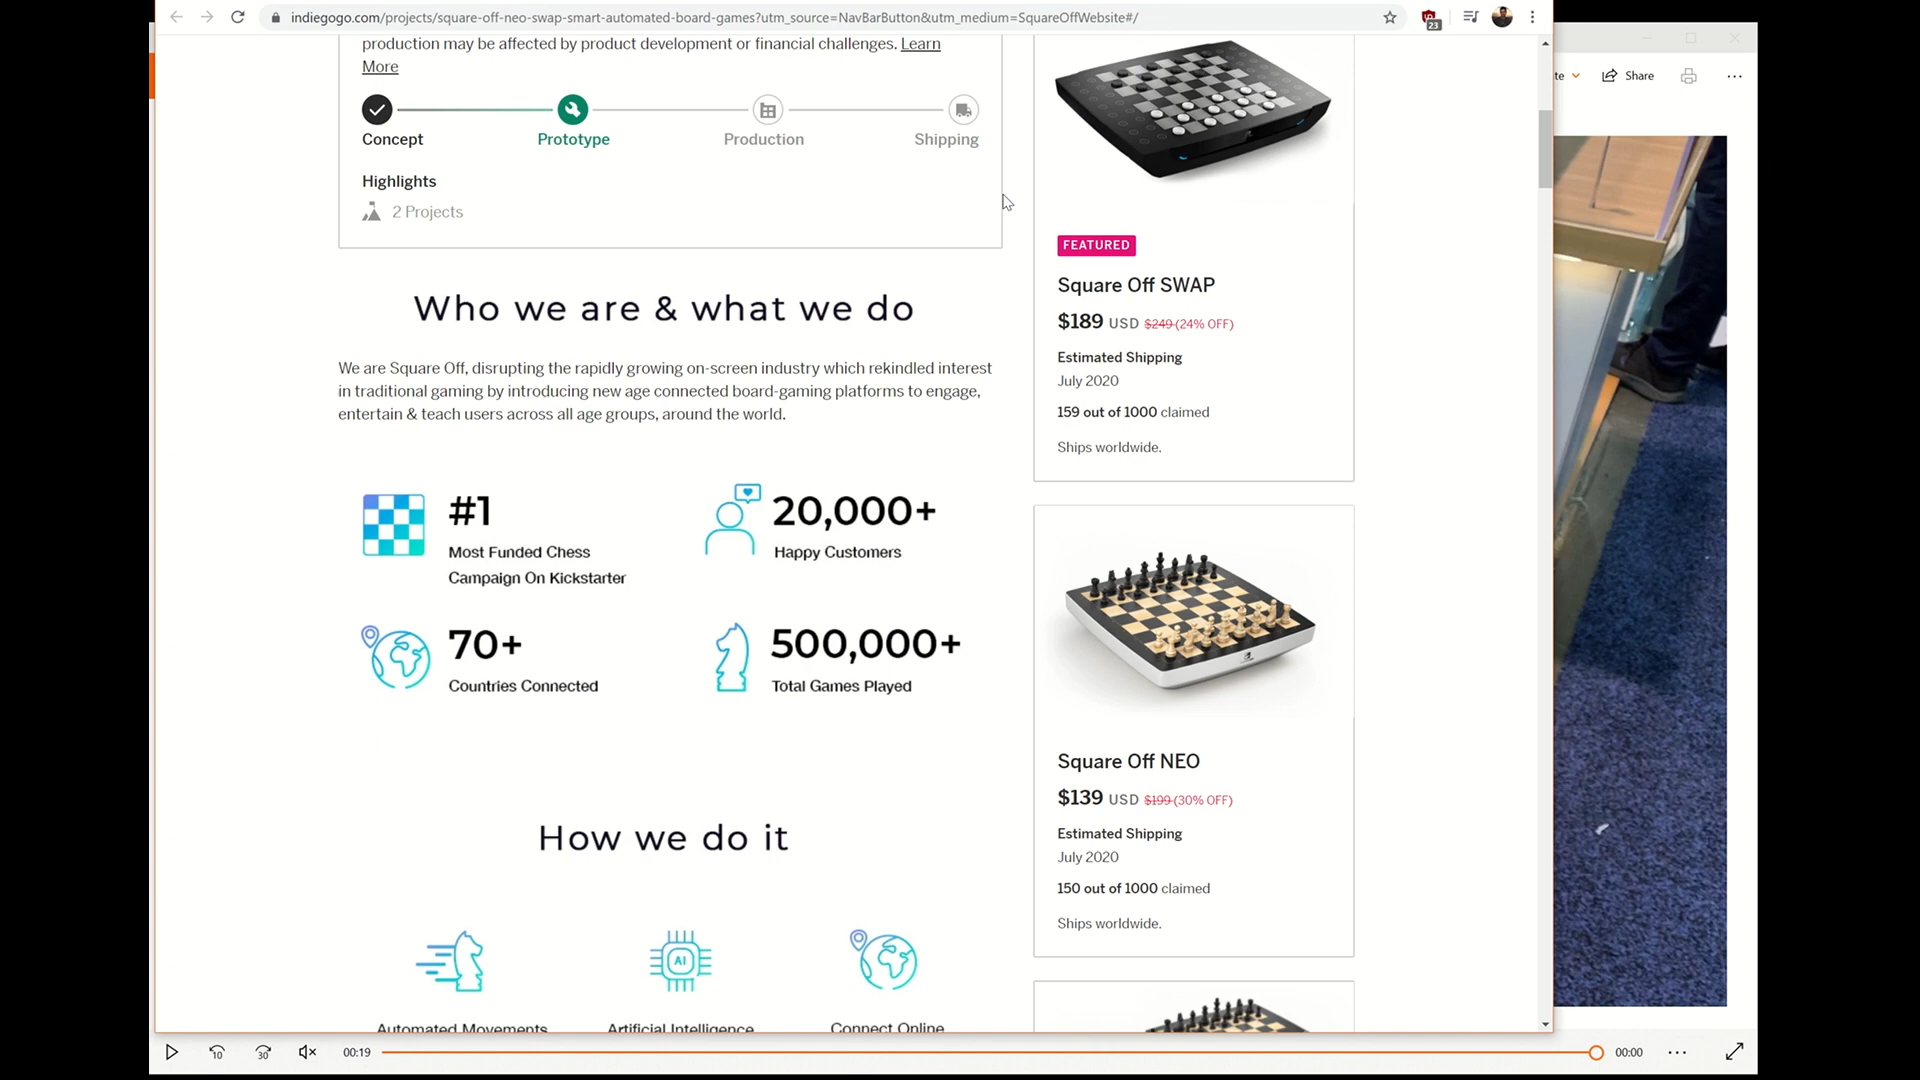 indiegogo.com/projects/square-off-neo-swap-smart-automated-board-games?utm_source=NavBarButton&utm_medium=SquareOffWebsite#/
23
te
Share
production may be affected by product development or financial challenges. Learn
More
Concept
Prototype
Production
Shipping
Highlights
2 Projects
Who we are & what we do
We are Square Off, disrupting the rapidly growing on-screen industry which rekindled interest
in traditional gaming by introducing new age connected board-gaming platforms to engage,
entertain & teach users across all age groups, around the world.
#1
Most Funded Chess
Campaign On Kickstarter
20,000+
Happy Customers
70+
Countries Connected
500,000+
Total Games Played
How we do it
AI
Automated Movements
Artificial Intelligence
Connect Online
FEATURED
Square Off SWAP
$189 USD $249 (24% OFF)
Estimated Shipping
July 2020
159 out of 1000 claimed
Ships worldwide.
Square Off NEO
$139 USD $199 (30% OFF)
Estimated Shipping
July 2020
150 out of 1000 claimed
Ships worldwide.
10
30
00:19
00:00